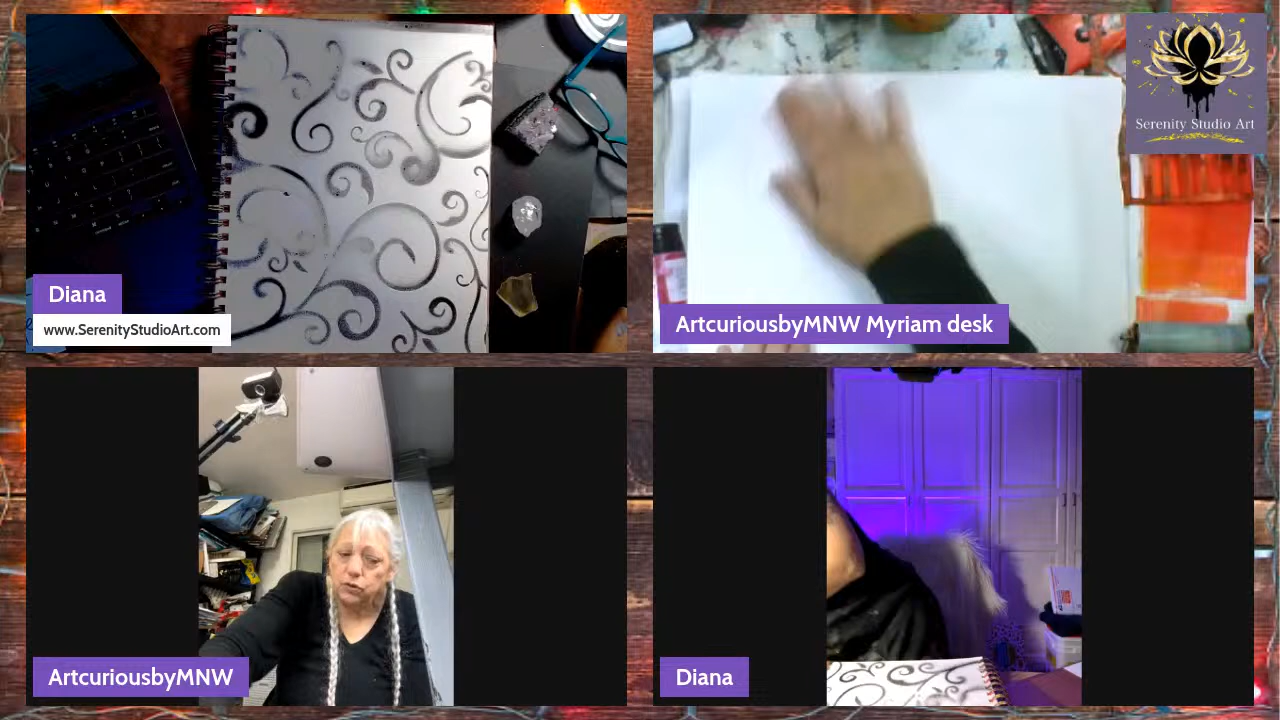 Serenity Studio Art
Diana
www.SerenityStudioArt.com
ArtcuriousbyMNW Myriam desk
ArtcuriousbyMNW
Diana